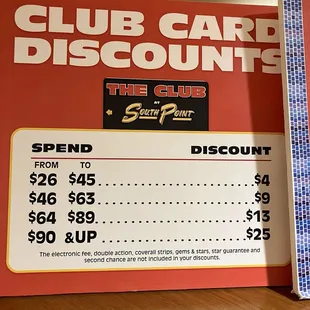 CLUB CARD
DISCOUNTS
THE CLUB
AT
SOUTH POINT
SPEND DISCOUNT
FROM TO
$26 $45 ........................ $4
$46 $63 ........................ $9
$64 $89 ........................ $13
$90 & UP ........................ $25
The electronic fee, double action, coverall strips, gems & stars, star guarantee and
second chance are not included in your discounts.